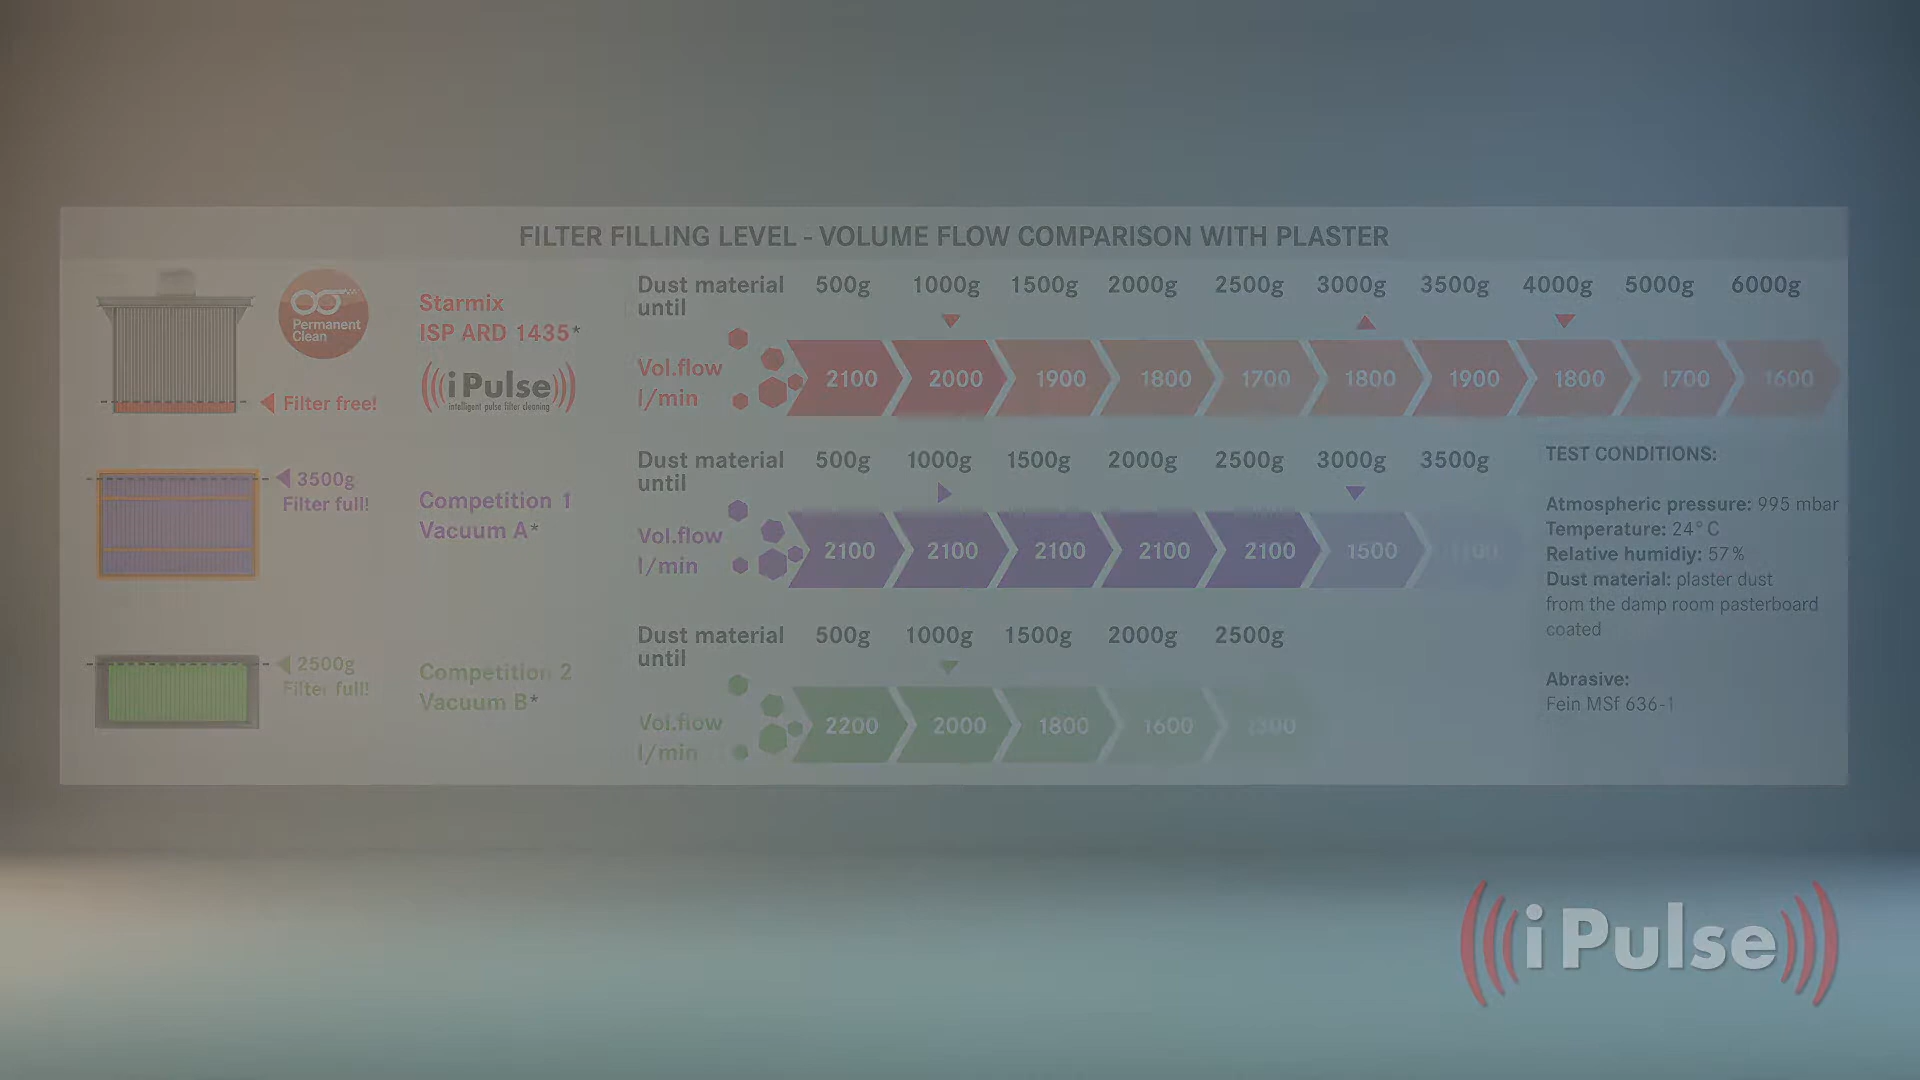 FILTER FILLING LEVEL - VOLUME FLOW COMPARISON WITH PLASTER
Permanent
Clean
Filter free!
Starmix
ISP ARD 1435*
i Pulse
intelligent pulse filter cleaning
Dust material
until
500g 1000g 1500g 2000g 2500g 3000g 3500g 4000g 5000g 6000g
Vol.flow
l/min
2100 2000 1900 1800 1700 1800 1900 1800 1700 1600
3500g
Filter full!
Competition 1
Vacuum A*
Dust material
until
500g 1000g 1500g 2000g 2500g 3000g 3500g
Vol.flow
l/min
2100 2100 2100 2100 2100 1500
2500g
Filter full!
Competition 2
Vacuum B*
Dust material
until
500g 1000g 1500g 2000g 2500g
Vol.flow
l/min
2200 2000 1800 1600
TEST CONDITIONS:
Atmospheric pressure: 995 mbar
Temperature: 24° C
Relative humidiy: 57%
Dust material: plaster dust
from the damp room pasterboard
coated
Abrasive:
Fein MSf 636-1
i Pulse